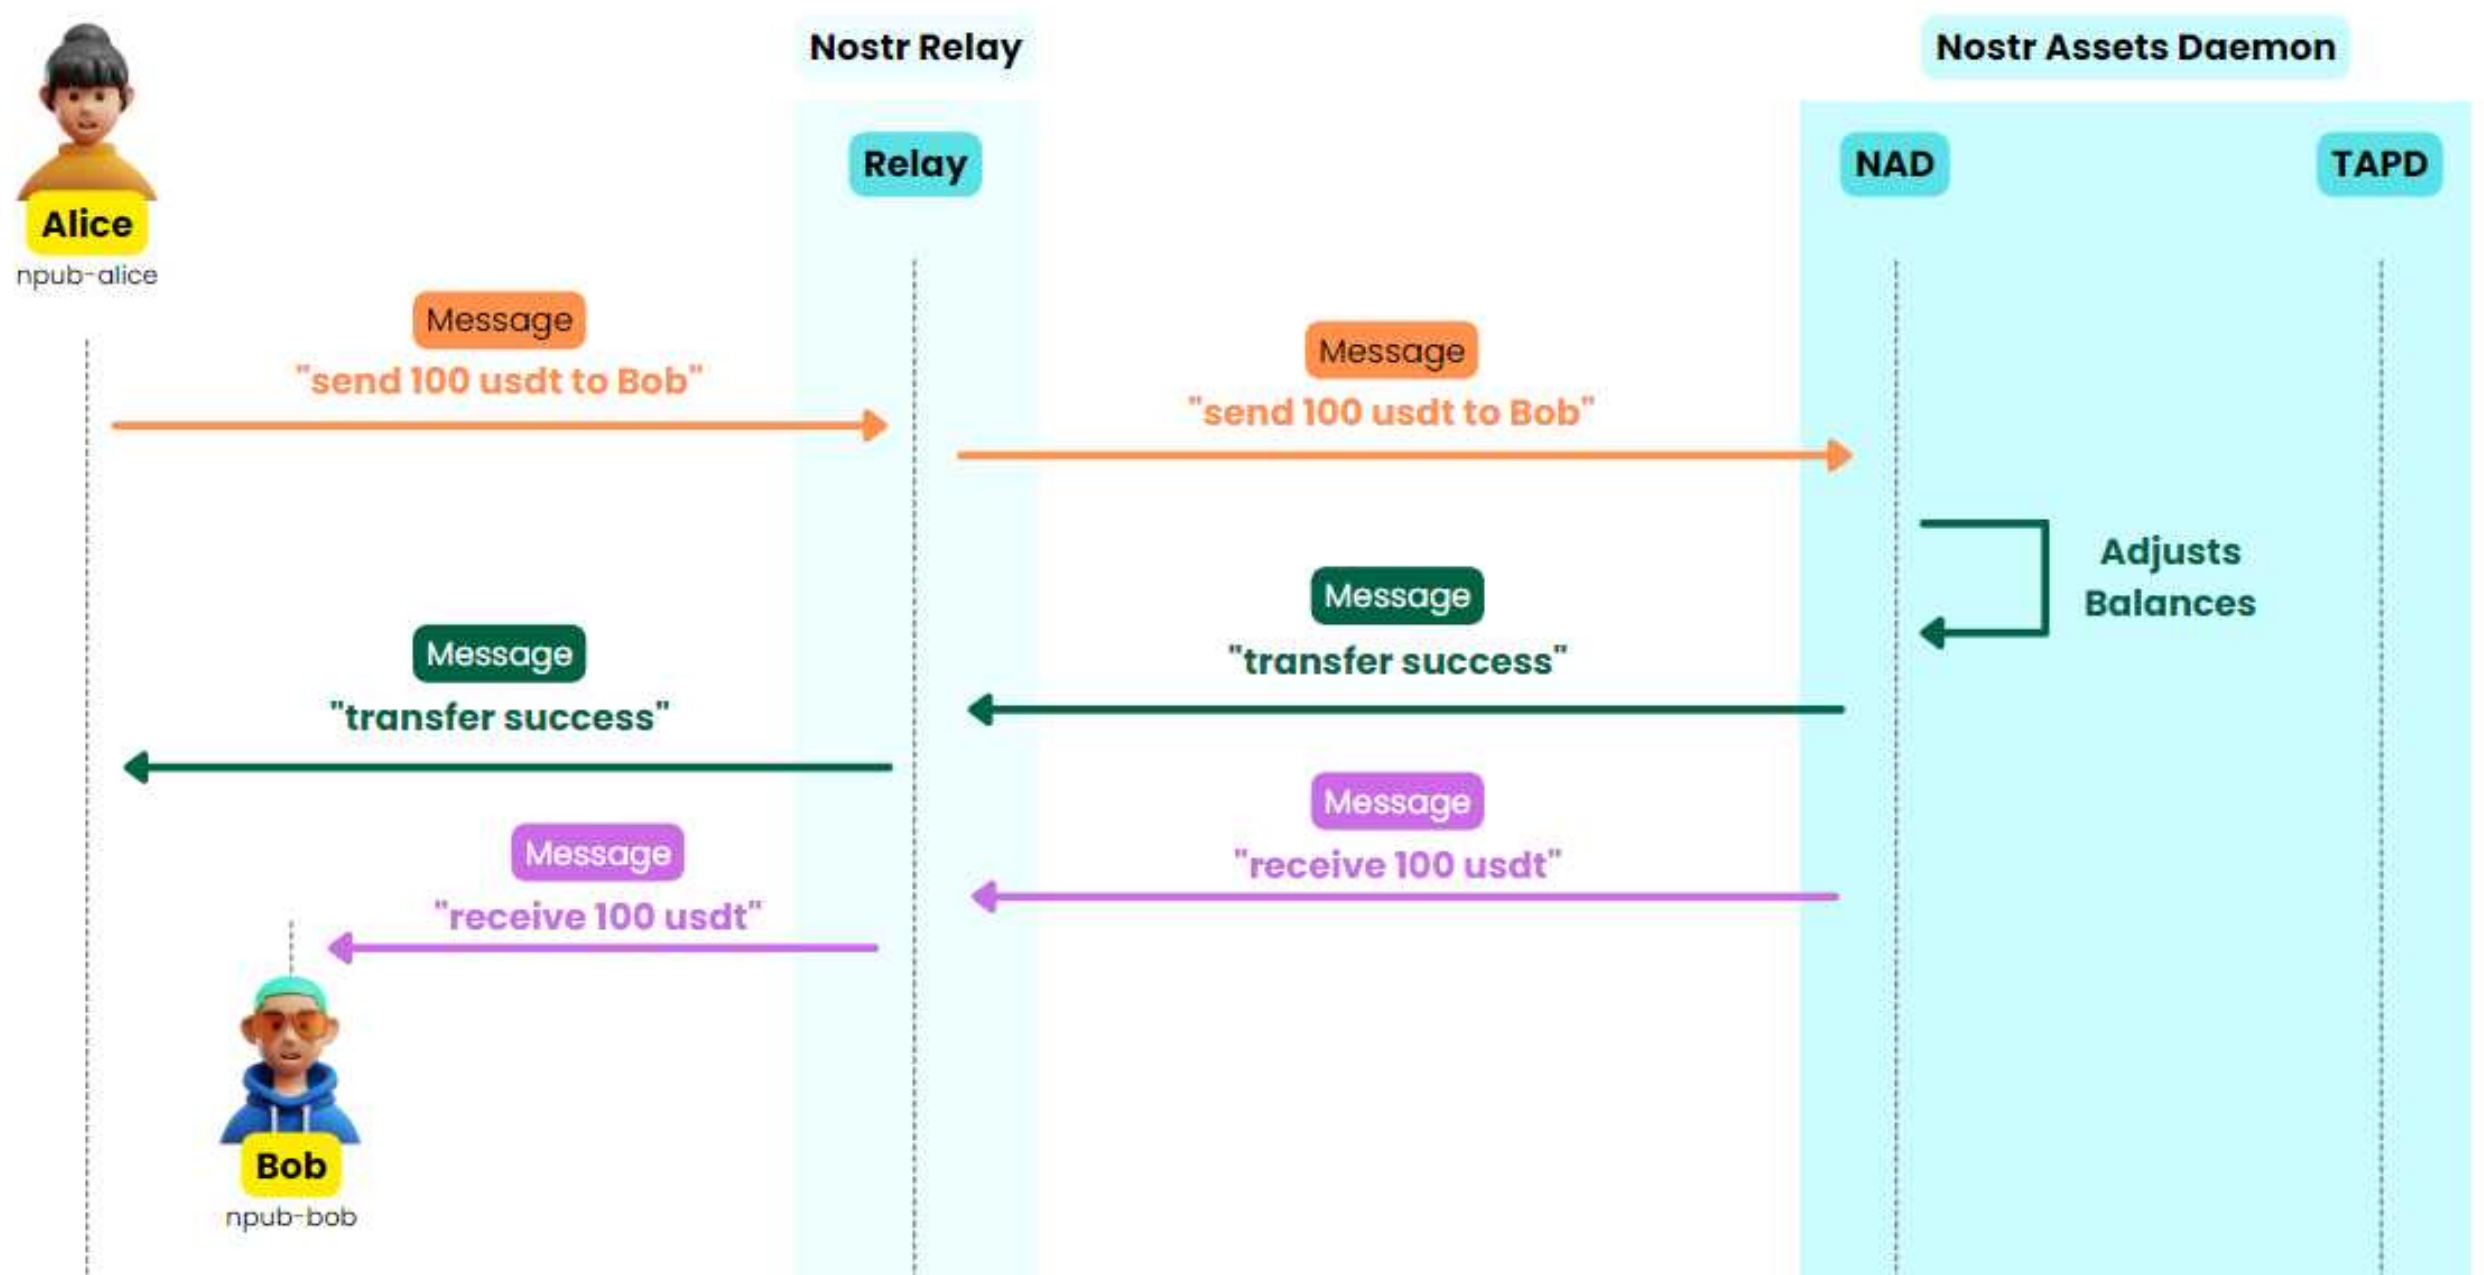 Nostr Relay
Nostr Assets Daemon
Relay
NAD
TAPD
Alice
npub-alice
Message
"send 100 usdt to Bob"
Message
"send 100 usdt to Bob"
Adjusts
Balances
Message
"transfer success"
Message
"transfer success"
Message
"receive 100 usdt"
Message
"receive 100 usdt"
Bob
npub-bob